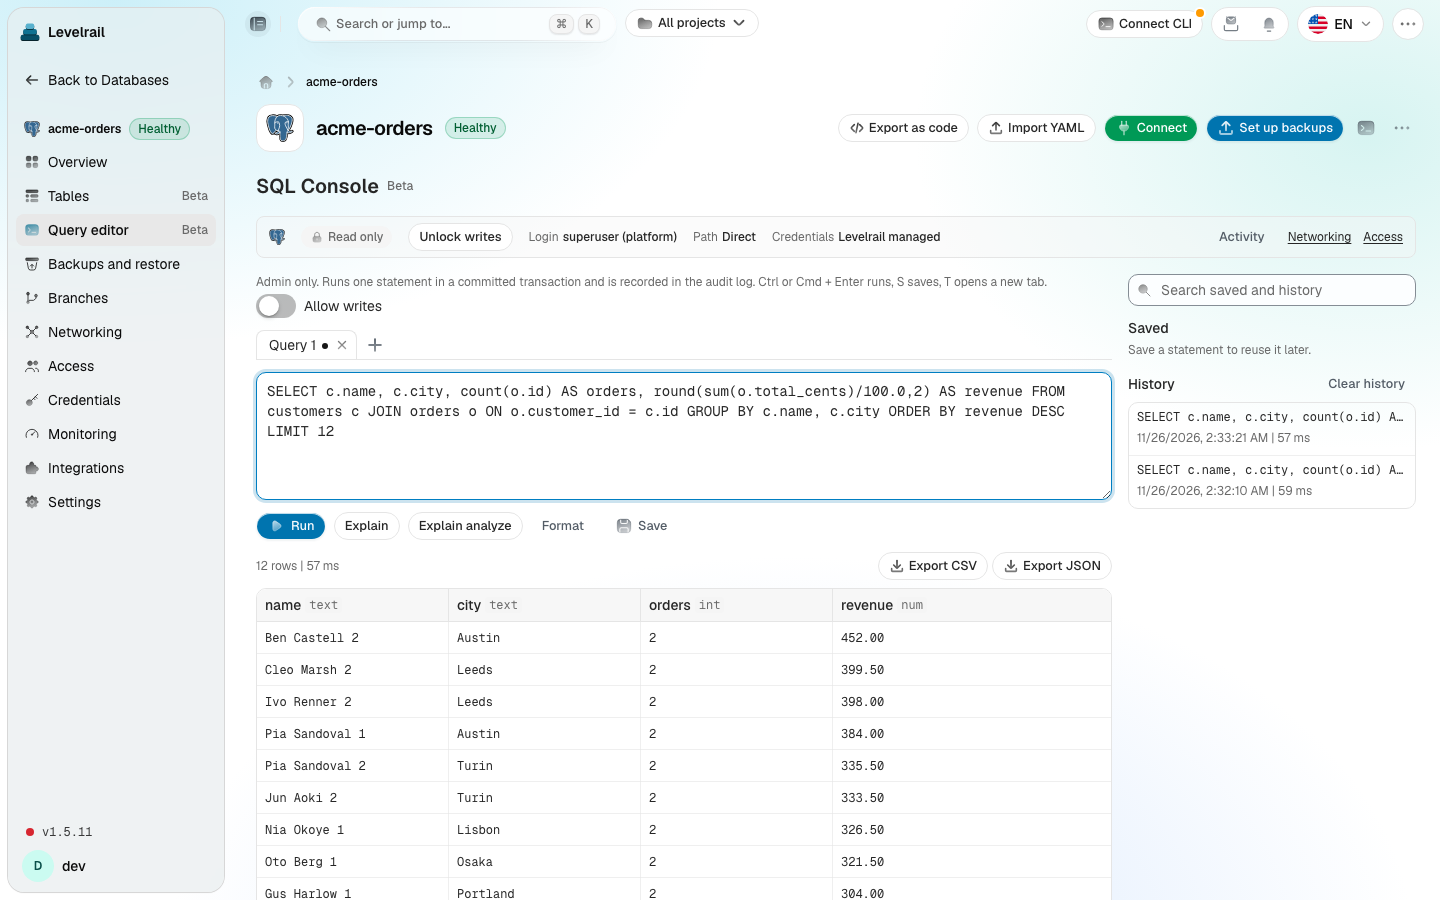 Levelrail
Search or jump to...
⌘ K
All projects
Connect CLI
EN
Back to Databases
acme-orders Healthy
Overview
Tables Beta
Query editor Beta
Backups and restore
Branches
Networking
Access
Credentials
Monitoring
Integrations
Settings
v1.5.11
D dev
acme-orders
acme-orders Healthy
Export as code
Import YAML
Connect
Set up backups
SQL Console Beta
Read only
Unlock writes
Login superuser (platform)
Path Direct
Credentials Levelrail managed
Activity
Networking
Access
Admin only. Runs one statement in a committed transaction and is recorded in the audit log. Ctrl or Cmd + Enter runs, S saves, T opens a new tab.
Allow writes
Query 1
SELECT c.name, c.city, count(o.id) AS orders, round(sum(o.total_cents)/100.0,2) AS revenue FROM
customers c JOIN orders o ON o.customer_id = c.id GROUP BY c.name, c.city ORDER BY revenue DESC
LIMIT 12
Run
Explain
Explain analyze
Format
Save
12 rows | 57 ms
Export CSV
Export JSON
name text city text orders int revenue num
Ben Castell 2 Austin 2 452.00
Cleo Marsh 2 Leeds 2 399.50
Ivo Renner 2 Leeds 2 398.00
Pia Sandoval 1 Austin 2 384.00
Pia Sandoval 2 Turin 2 335.50
Jun Aoki 2 Turin 2 333.50
Nia Okoye 1 Lisbon 2 326.50
Oto Berg 1 Osaka 2 321.50
Gus Harlow 1 Portland 2 304.00
Search saved and history
Saved
Save a statement to reuse it later.
History Clear history
SELECT c.name, c.city, count(o.id) A…
11/26/2026, 2:33:21 AM | 57 ms
SELECT c.name, c.city, count(o.id) A…
11/26/2026, 2:32:10 AM | 59 ms